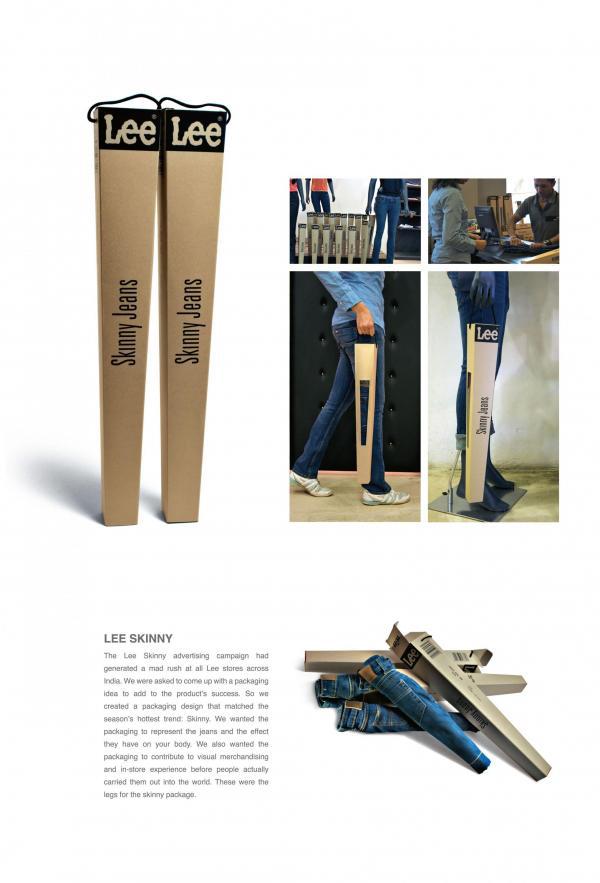 Lee® Lee®
Skinny Jeans
Skinny Jeans
Lee
Skinny Jeans
LEE SKINNY
The Lee Skinny advertising campaign had
generated a mad rush at all Lee stores across
India. We were asked to come up with a packaging
idea to add to the product's success. So we
created a packaging design that matched the
season's hottest trend: Skinny. We wanted the
packaging to represent the jeans and the effect
they have on your body. We also wanted the
packaging to contribute to visual merchandising
and in-store experience before people actually
carried them out into the world. These were the
legs for the skinny package.
Lee
Skinny Jeans